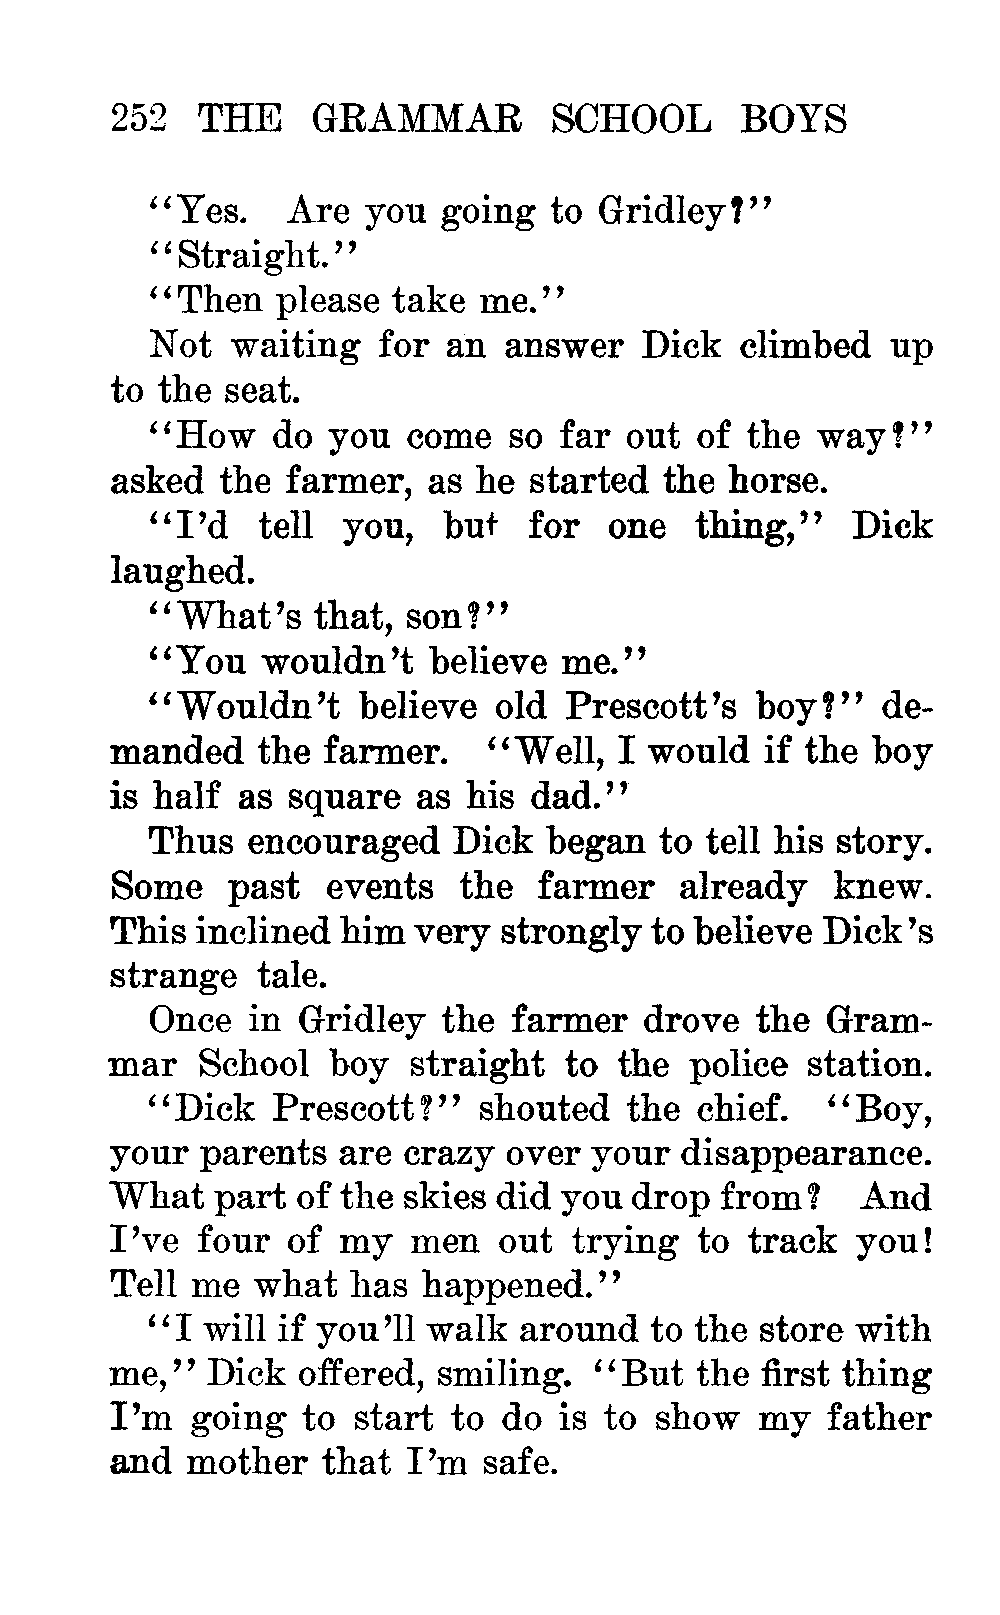 252 THE GRAMMAR SCHOOL BOYS
“Yes. Are you going to Gridley?”
“Straight.”
“Then please take me.”
Not waiting for an answer Dick climbed up
to the seat.
“How do you come so far out of the way?”
asked the farmer, as he started the horse.
“I’d tell you, but for one thing,” Dick
laughed.
“What’s that, son?”
“You wouldn’t believe me.”
“Wouldn’t believe old Prescott’s boy?” de-
manded the farmer. “Well, I would if the boy
is half as square as his dad.”
Thus encouraged Dick began to tell his story.
Some past events the farmer already knew.
This inclined him very strongly to believe Dick’s
strange tale.
Once in Gridley the farmer drove the Gram-
mar School boy straight to the police station.
“Dick Prescott?” shouted the chief. “Boy,
your parents are crazy over your disappearance.
What part of the skies did you drop from? And
I’ve four of my men out trying to track you!
Tell me what has happened.”
“I will if you’ll walk around to the store with
me,” Dick offered, smiling. “But the first thing
I’m going to start to do is to show my father
and mother that I’m safe.